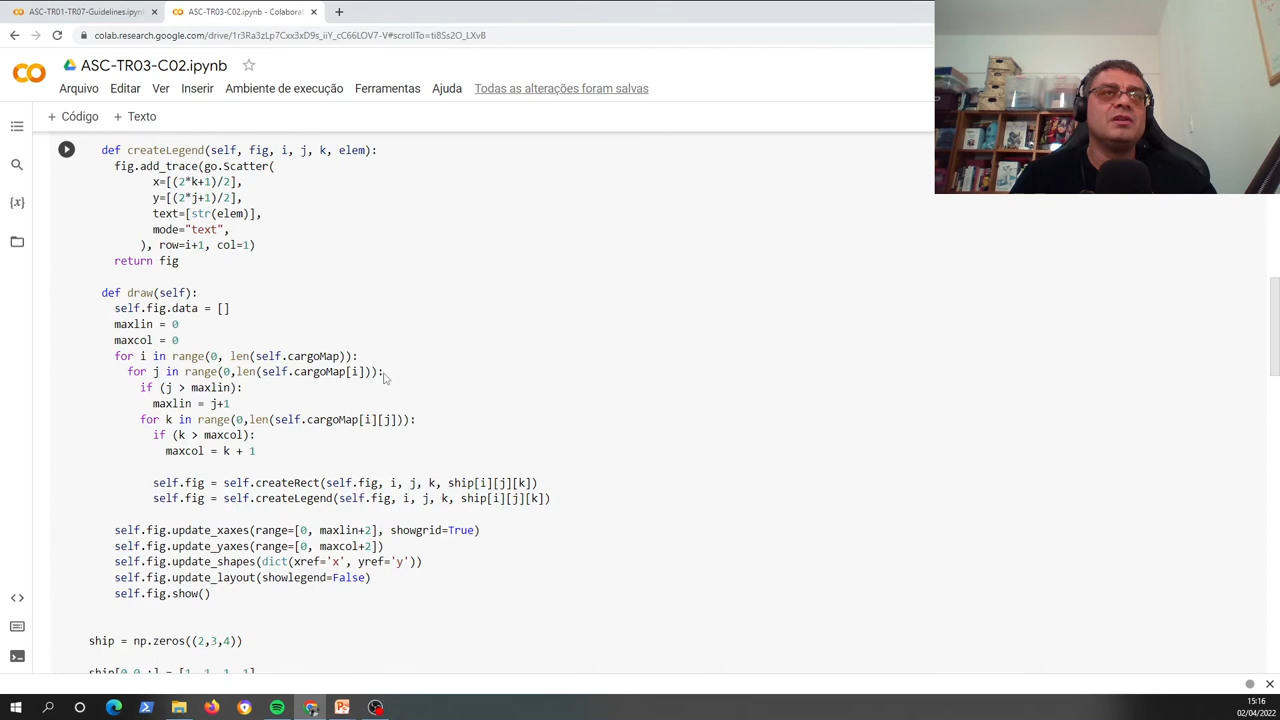 ASC-TR01-TR07-Guidelines.ipynb
ASC-TR03-C02.ipynb - Colabora
colab.research.google.com/drive/1r3Ra3zLp7Cxx3xD9s_iiY_cC66LOV7-V#scrollTo=ti8Ss2O_LXvB
ASC-TR03-C02.ipynb
Arquivo Editar Ver Inserir Ambiente de execução Ferramentas Ajuda Todas as alterações foram salvas
+ Código + Texto
def createLegend(self, fig, i, j, k, elem):
fig.add_trace(go.Scatter(
x=[(2*k+1)/2],
y=[(2*j+1)/2],
text=[str(elem)],
mode="text",
), row=i+1, col=1)
return fig
def draw(self):
self.fig.data = []
maxlin = 0
maxcol = 0
for i in range(0, len(self.cargoMap)):
for j in range(0,len(self.cargoMap[i])):
if (j > maxlin):
maxlin = j+1
for k in range(0,len(self.cargoMap[i][j])):
if (k > maxcol):
maxcol = k + 1
self.fig = self.createRect(self.fig, i, j, k, ship[i][j][k])
self.fig = self.createLegend(self.fig, i, j, k, ship[i][j][k])
self.fig.update_xaxes(range=[0, maxlin+2], showgrid=True)
self.fig.update_yaxes(range=[0, maxcol+2])
self.fig.update_shapes(dict(xref='x', yref='y'))
self.fig.update_layout(showlegend=False)
self.fig.show()
ship = np.zeros((2,3,4))
ship[0,0,:] = [1, 1, 1, 1]
15:16
02/04/2022